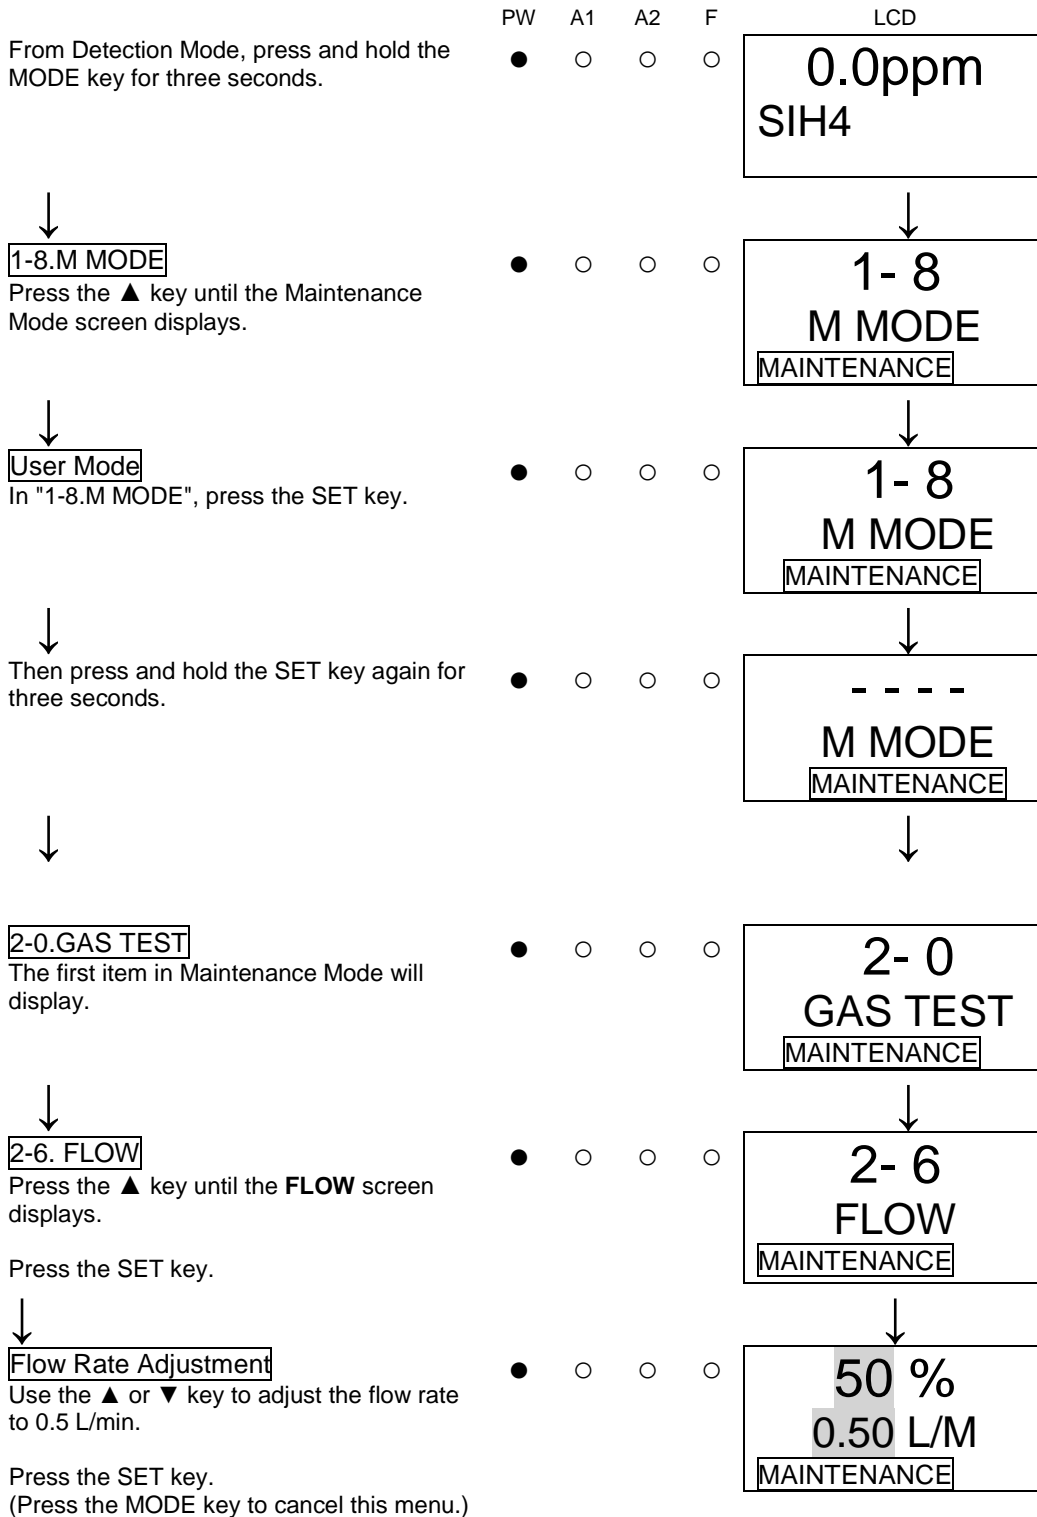 PW A1 A2 F LCD
From Detection Mode, press and hold the
MODE key for three seconds.
● ○ ○ ○
0.0ppm
SIH4
↓ ↓
1-8.M MODE
Press the ▲ key until the Maintenance
Mode screen displays.
● ○ ○ ○
1- 8
M MODE
MAINTENANCE
↓ ↓
User Mode
In "1-8.M MODE", press the SET key.
● ○ ○ ○
1- 8
M MODE
MAINTENANCE
↓ ↓
Then press and hold the SET key again for
three seconds.
● ○ ○ ○
- - - -
M MODE
MAINTENANCE
↓ ↓
2-0.GAS TEST
The first item in Maintenance Mode will
display.
● ○ ○ ○
2- 0
GAS TEST
MAINTENANCE
↓ ↓
2-6. FLOW
Press the ▲ key until the FLOW screen
displays.
Press the SET key.
● ○ ○ ○
2- 6
FLOW
MAINTENANCE
↓ ↓
Flow Rate Adjustment
Use the ▲ or ▼ key to adjust the flow rate
to 0.5 L/min.
Press the SET key.
(Press the MODE key to cancel this menu.)
● ○ ○ ○
50 %
0.50 L/M
MAINTENANCE